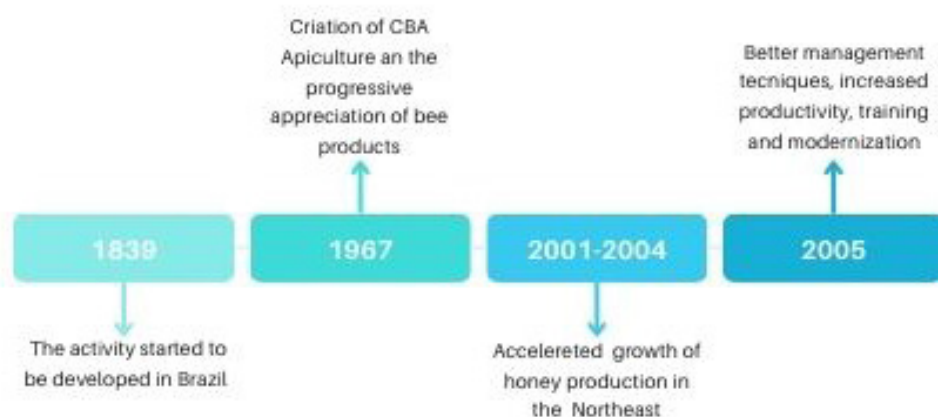 Criation of CBA
Apiculture an the
progressive
appreciation of bee
products
Better management
tecniques, increased
productivity, training
and modernization
1839
1967
2001-2004
2005
The activity started to
be developed in Brazil
Accelereted growth of
honey production in
the Northeast